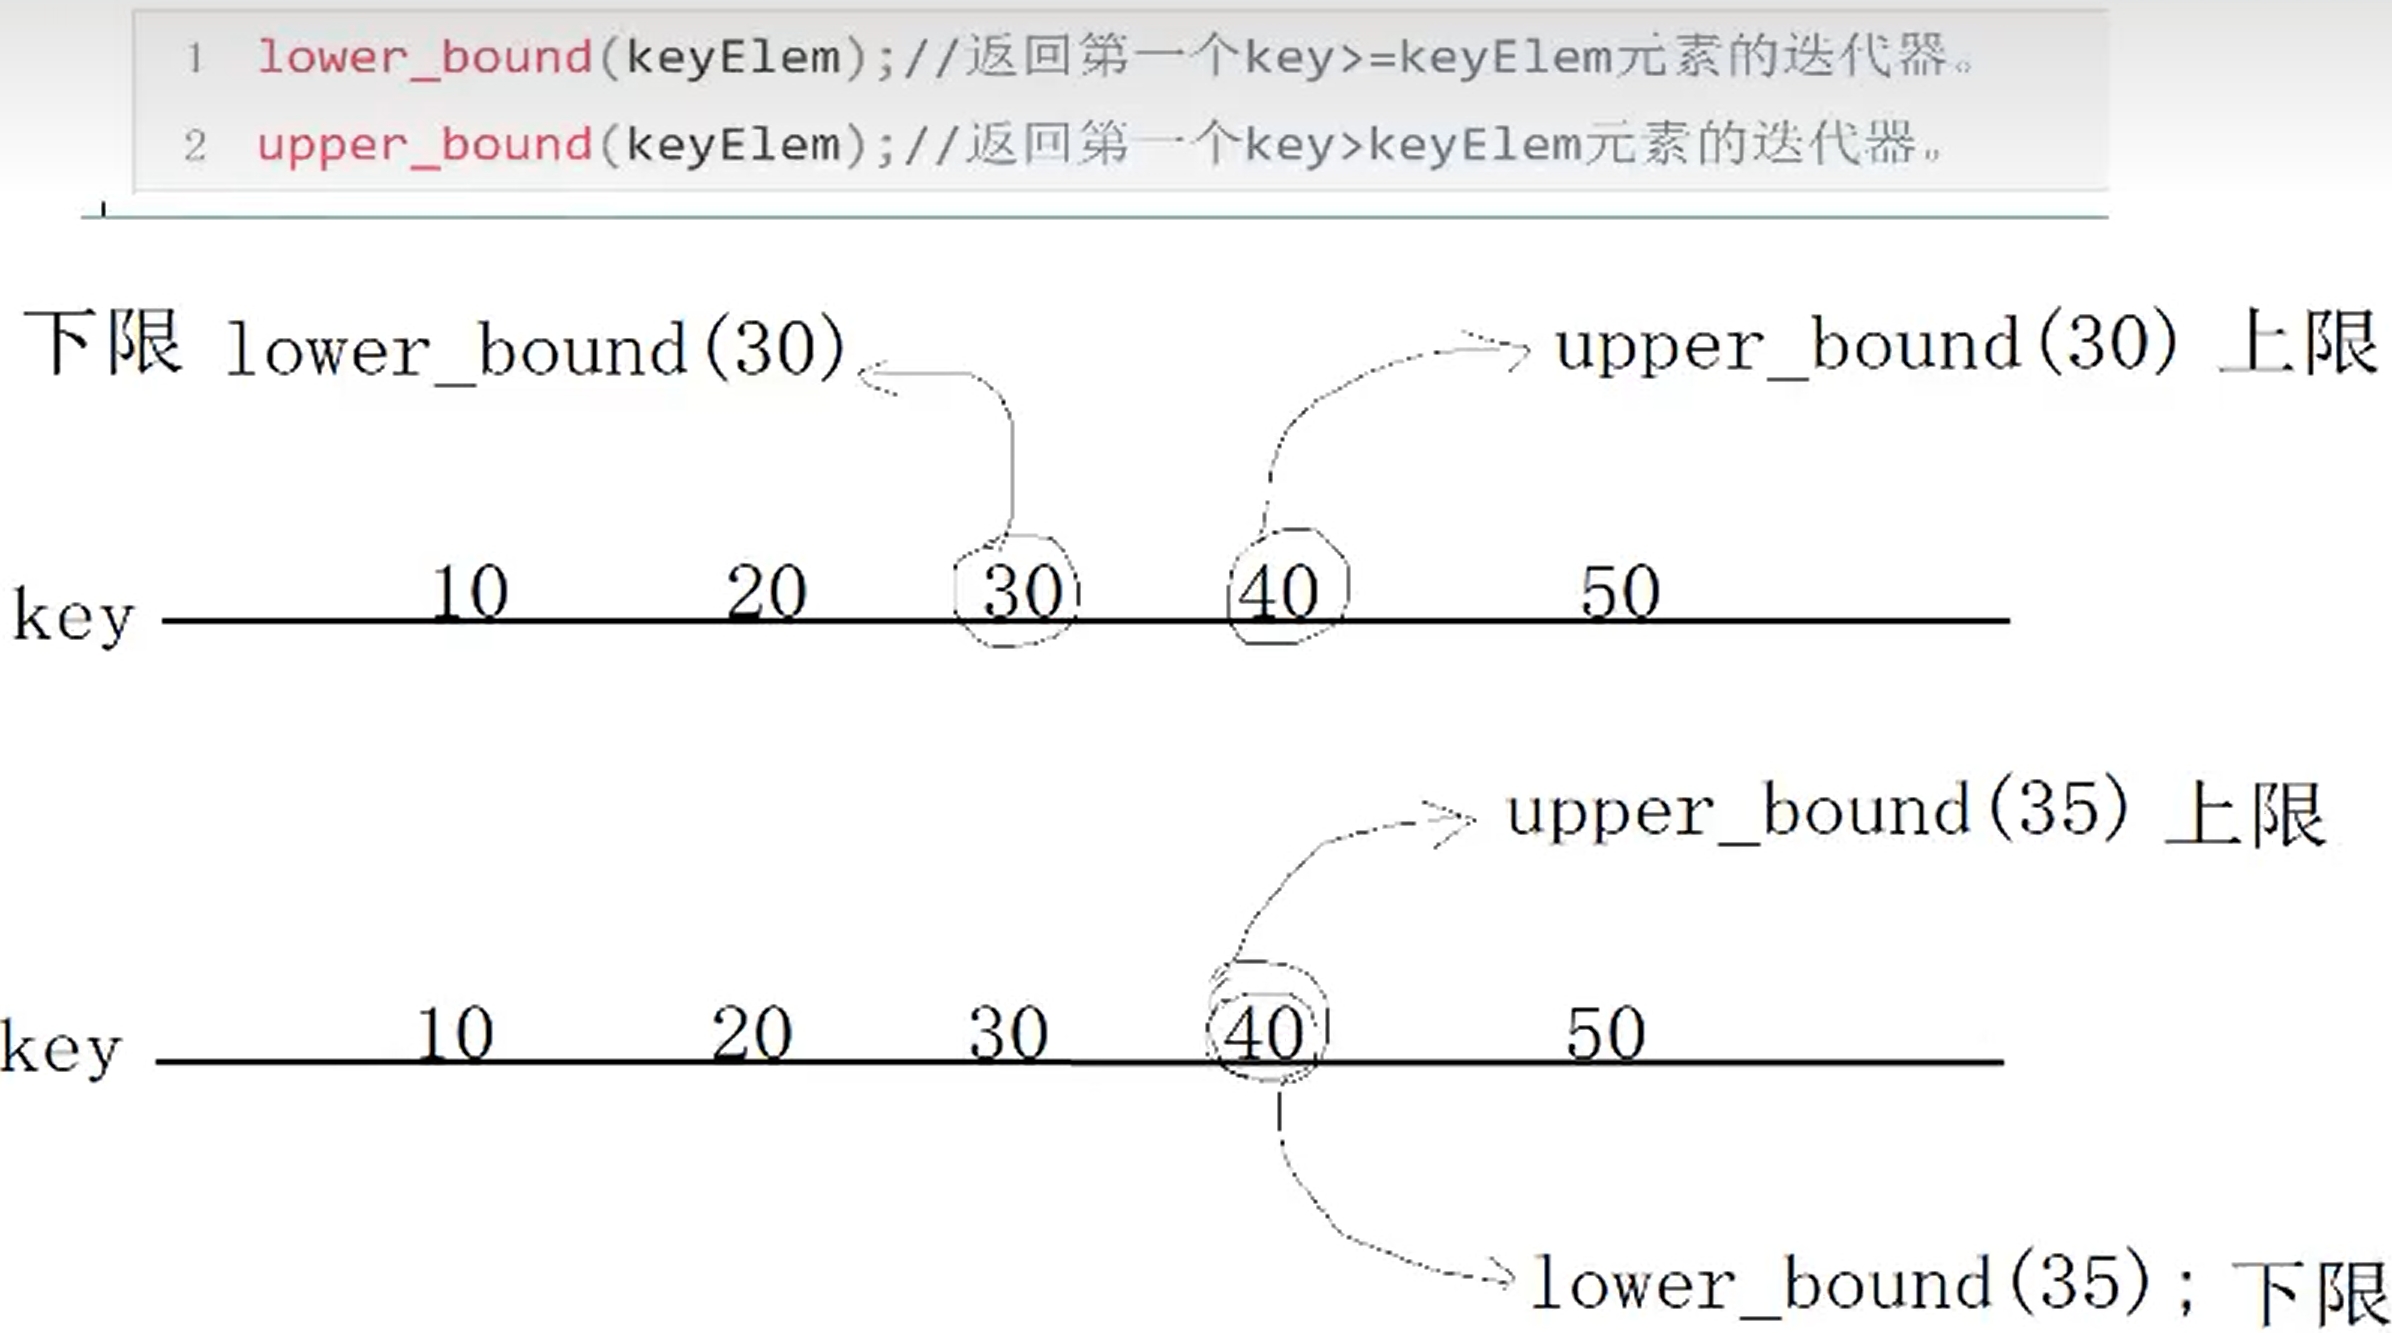 1 lower_bound(keyElem);//返回第一个key>=keyElem元素的迭代器。
2 upper_bound(keyElem);//返回第一个key>keyElem元素的迭代器。
下限 lower_bound(30)
upper_bound(30) 上限
key 10 20 30 40 50
upper_bound(35) 上限
key 10 20 30 40 50
lower_bound(35); 下限